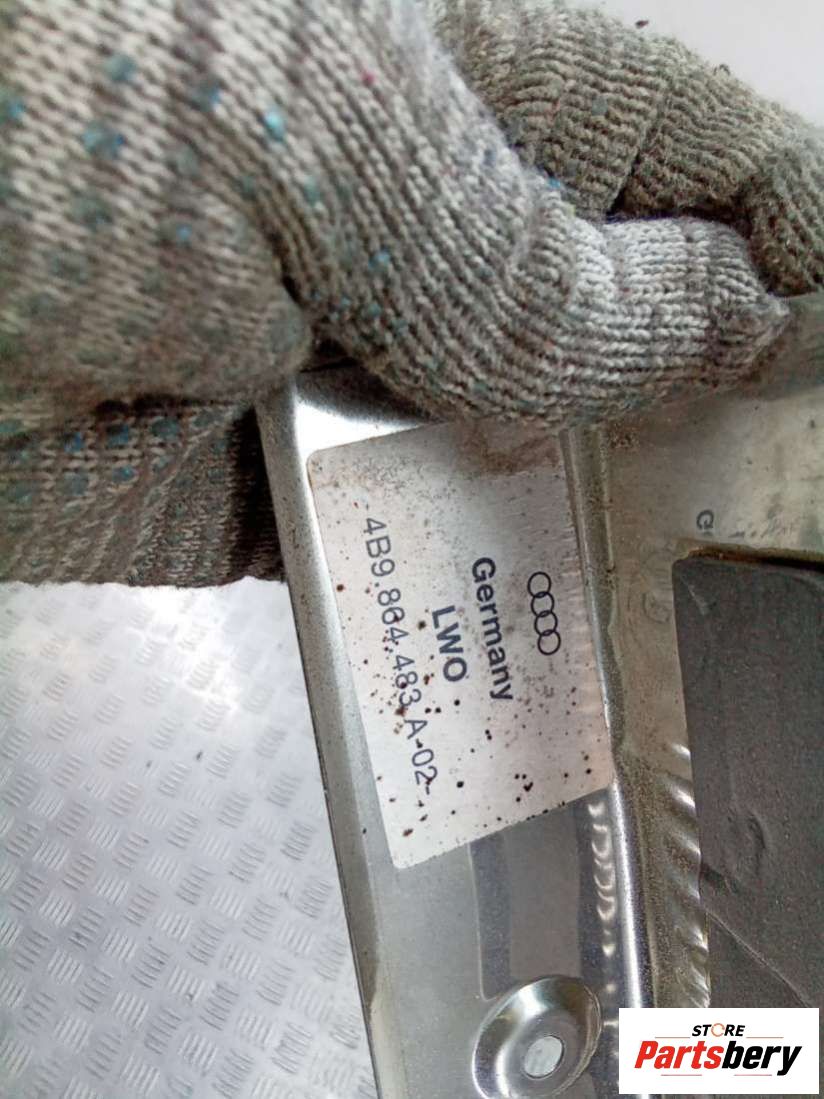 Germany
LWO
4B9.864.483 A-02-
STORE
Partsbery